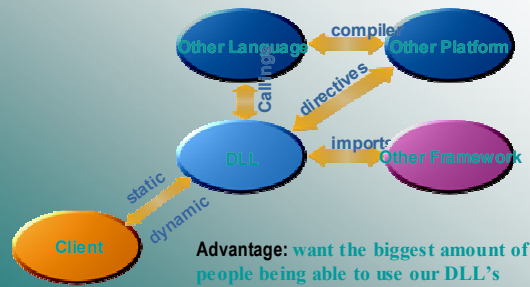 compiler
Other Language
Other Platform
directives
DLL
imports
Other Framework
static
dynamic
Client
Advantage: want the biggest amount of
people being able to use our DLL's